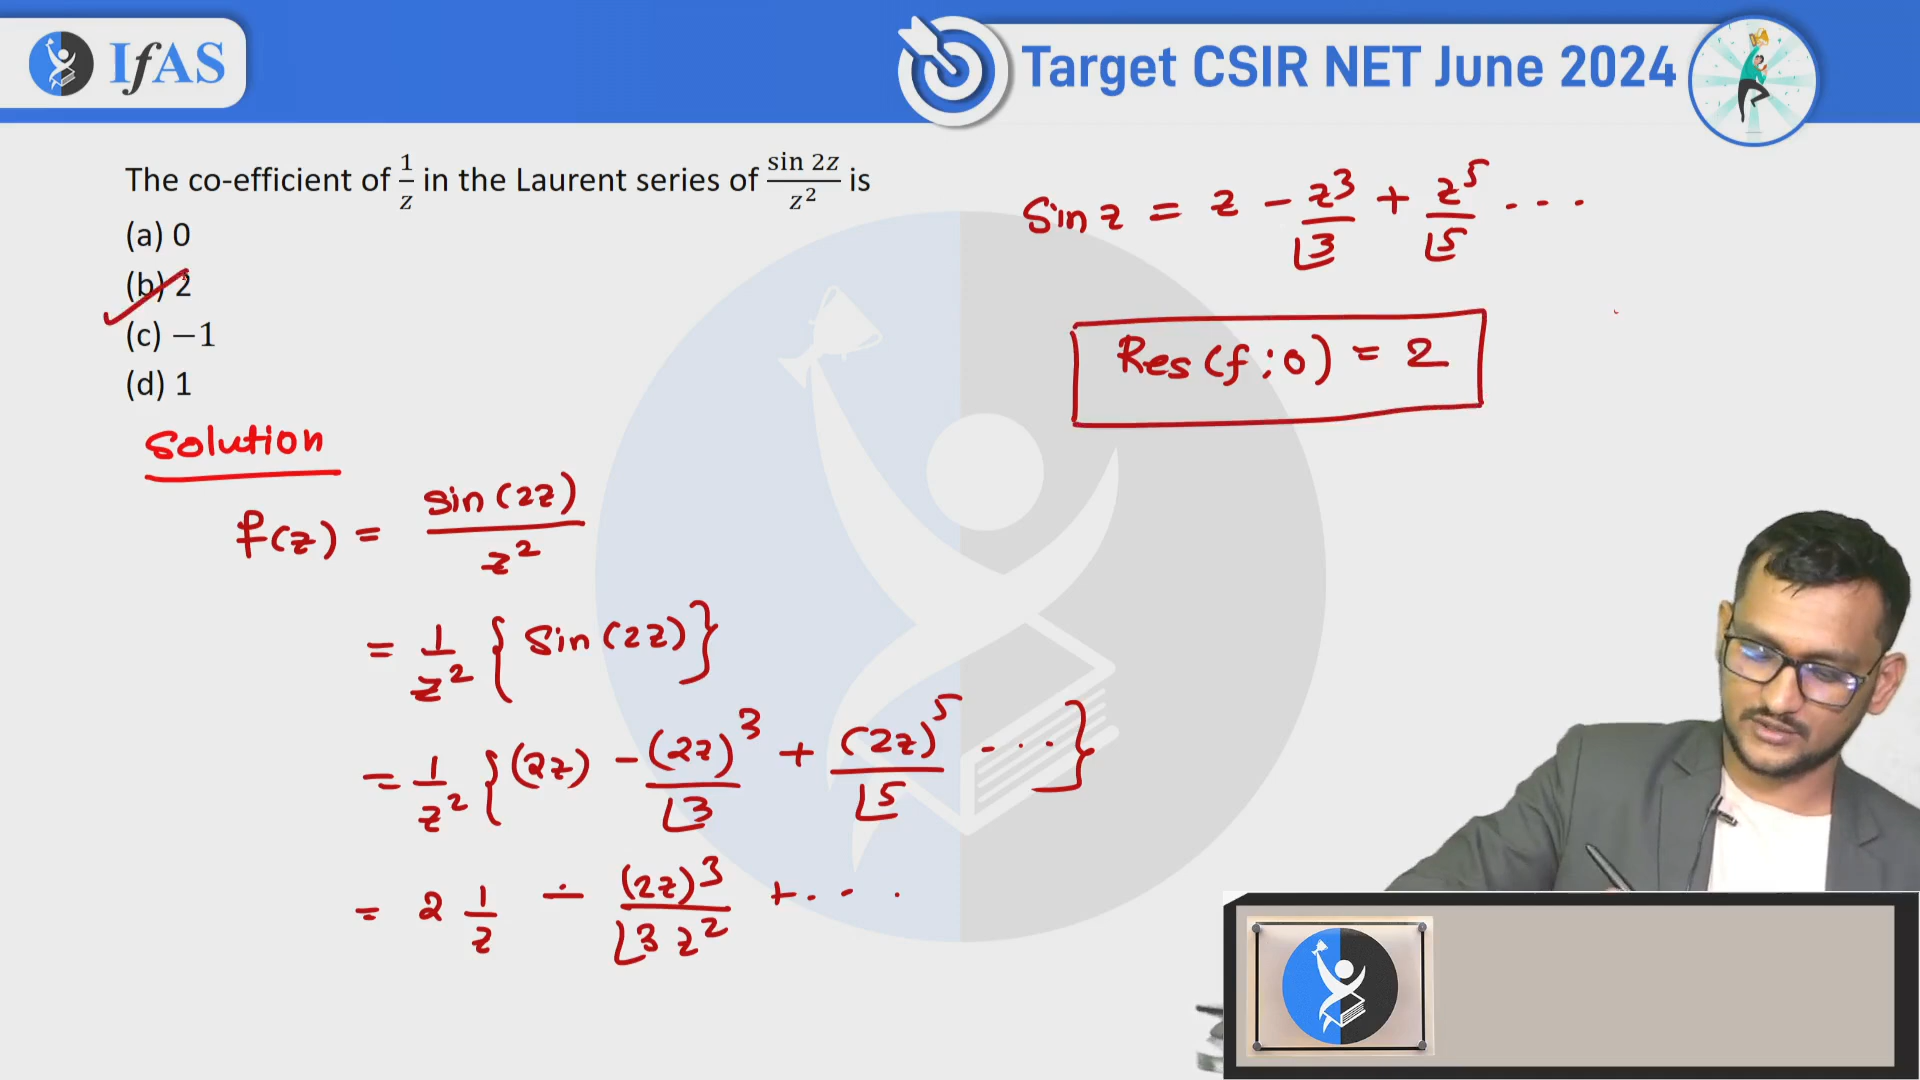 IfAS
Target CSIR NET June 2024
The co-efficient of 1/z in the Laurent series of sin 2z/z² is
(a) 0
(b) 2
(c) −1
(d) 1
Solution
f(z) = sin(2z)/z²
= 1/z² { Sin(2z) }
= 1/z² { (2z) − (2z)³/⌊3 + (2z)⁵/⌊5 - ... }
= 2 1/z − (2z)³/⌊3 z² + ...
Sin z = z − z³/⌊3 + z⁵/⌊5 ...
Res(f; 0) = 2